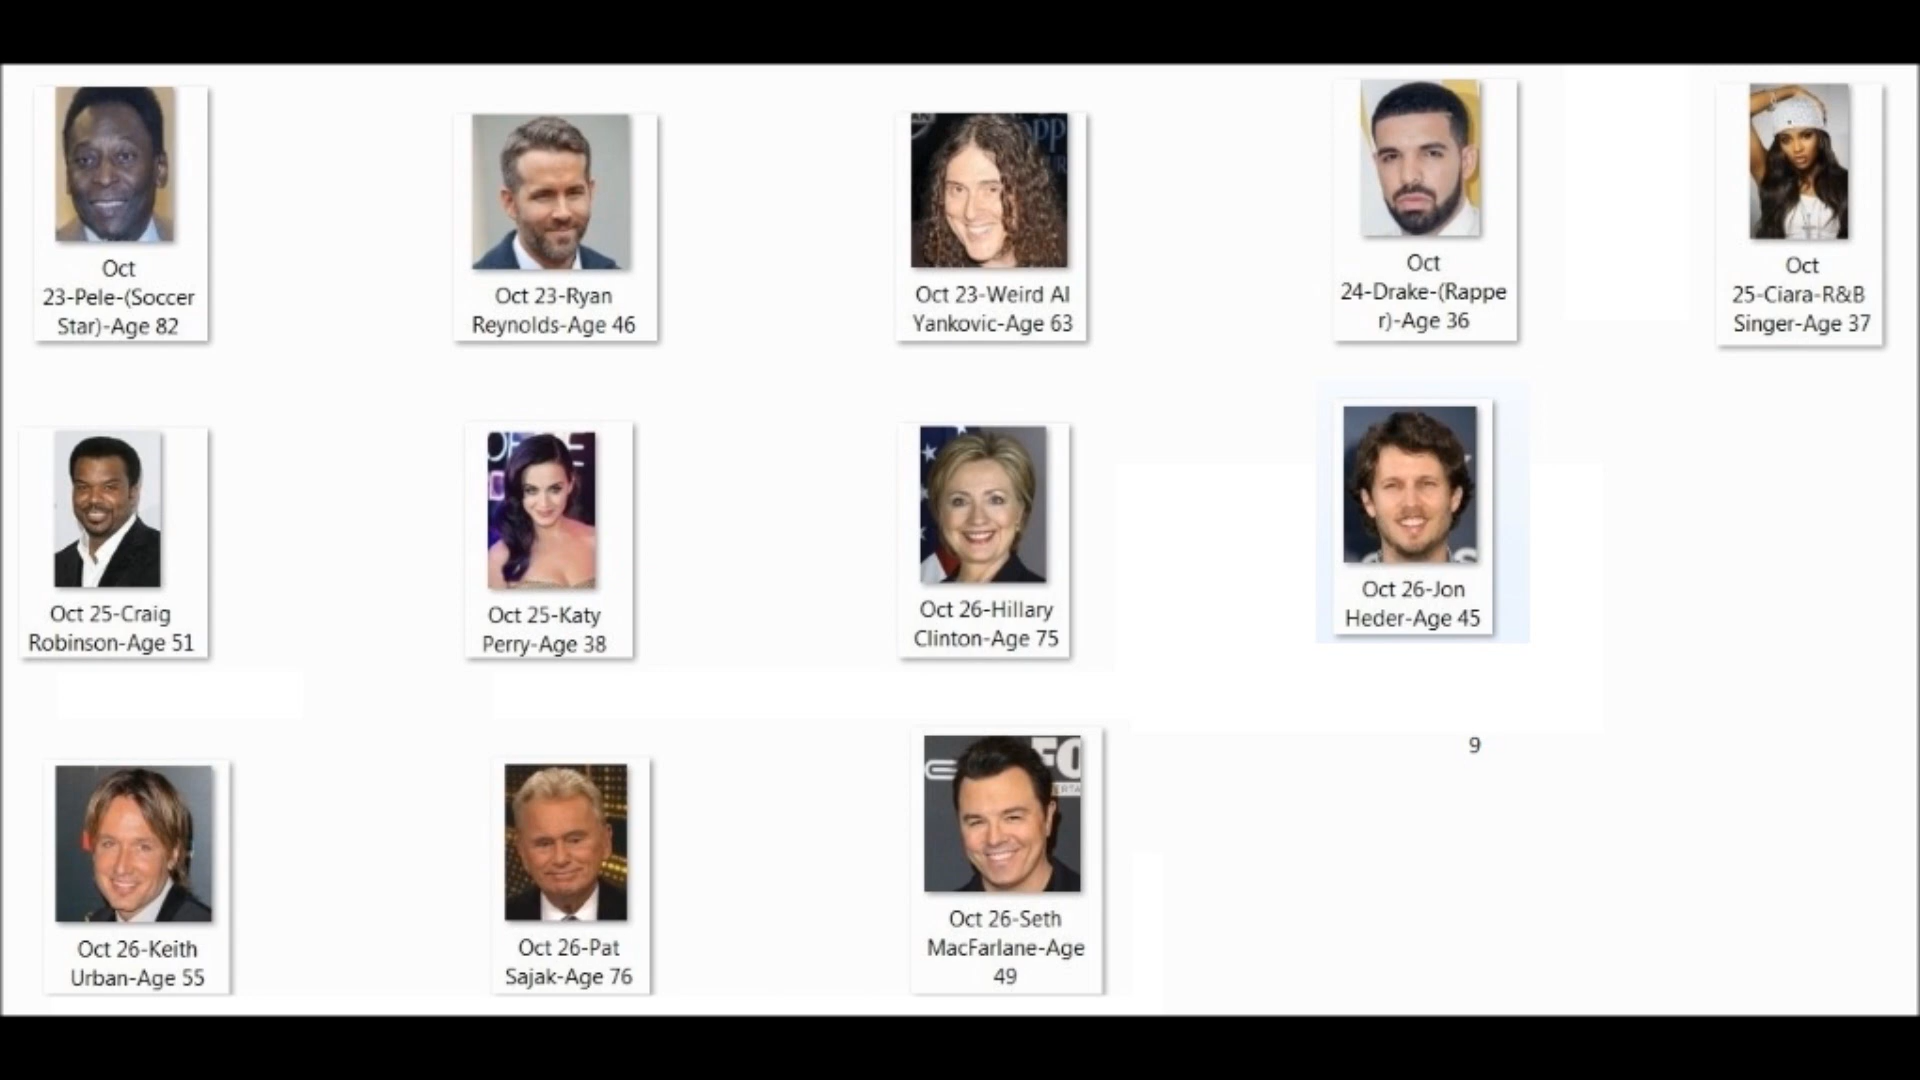 Oct
23-Pele-(Soccer
Star)-Age 82
Oct 23-Ryan
Reynolds-Age 46
Oct 23-Weird Al
Yankovic-Age 63
Oct
24-Drake-(Rappe
r)-Age 36
Oct
25-Ciara-R&B
Singer-Age 37
Oct 25-Craig
Robinson-Age 51
Oct 25-Katy
Perry-Age 38
Oct 26-Hillary
Clinton-Age 75
Oct 26-Jon
Heder-Age 45
9
Oct 26-Keith
Urban-Age 55
Oct 26-Pat
Sajak-Age 76
Oct 26-Seth
MacFarlane-Age
49